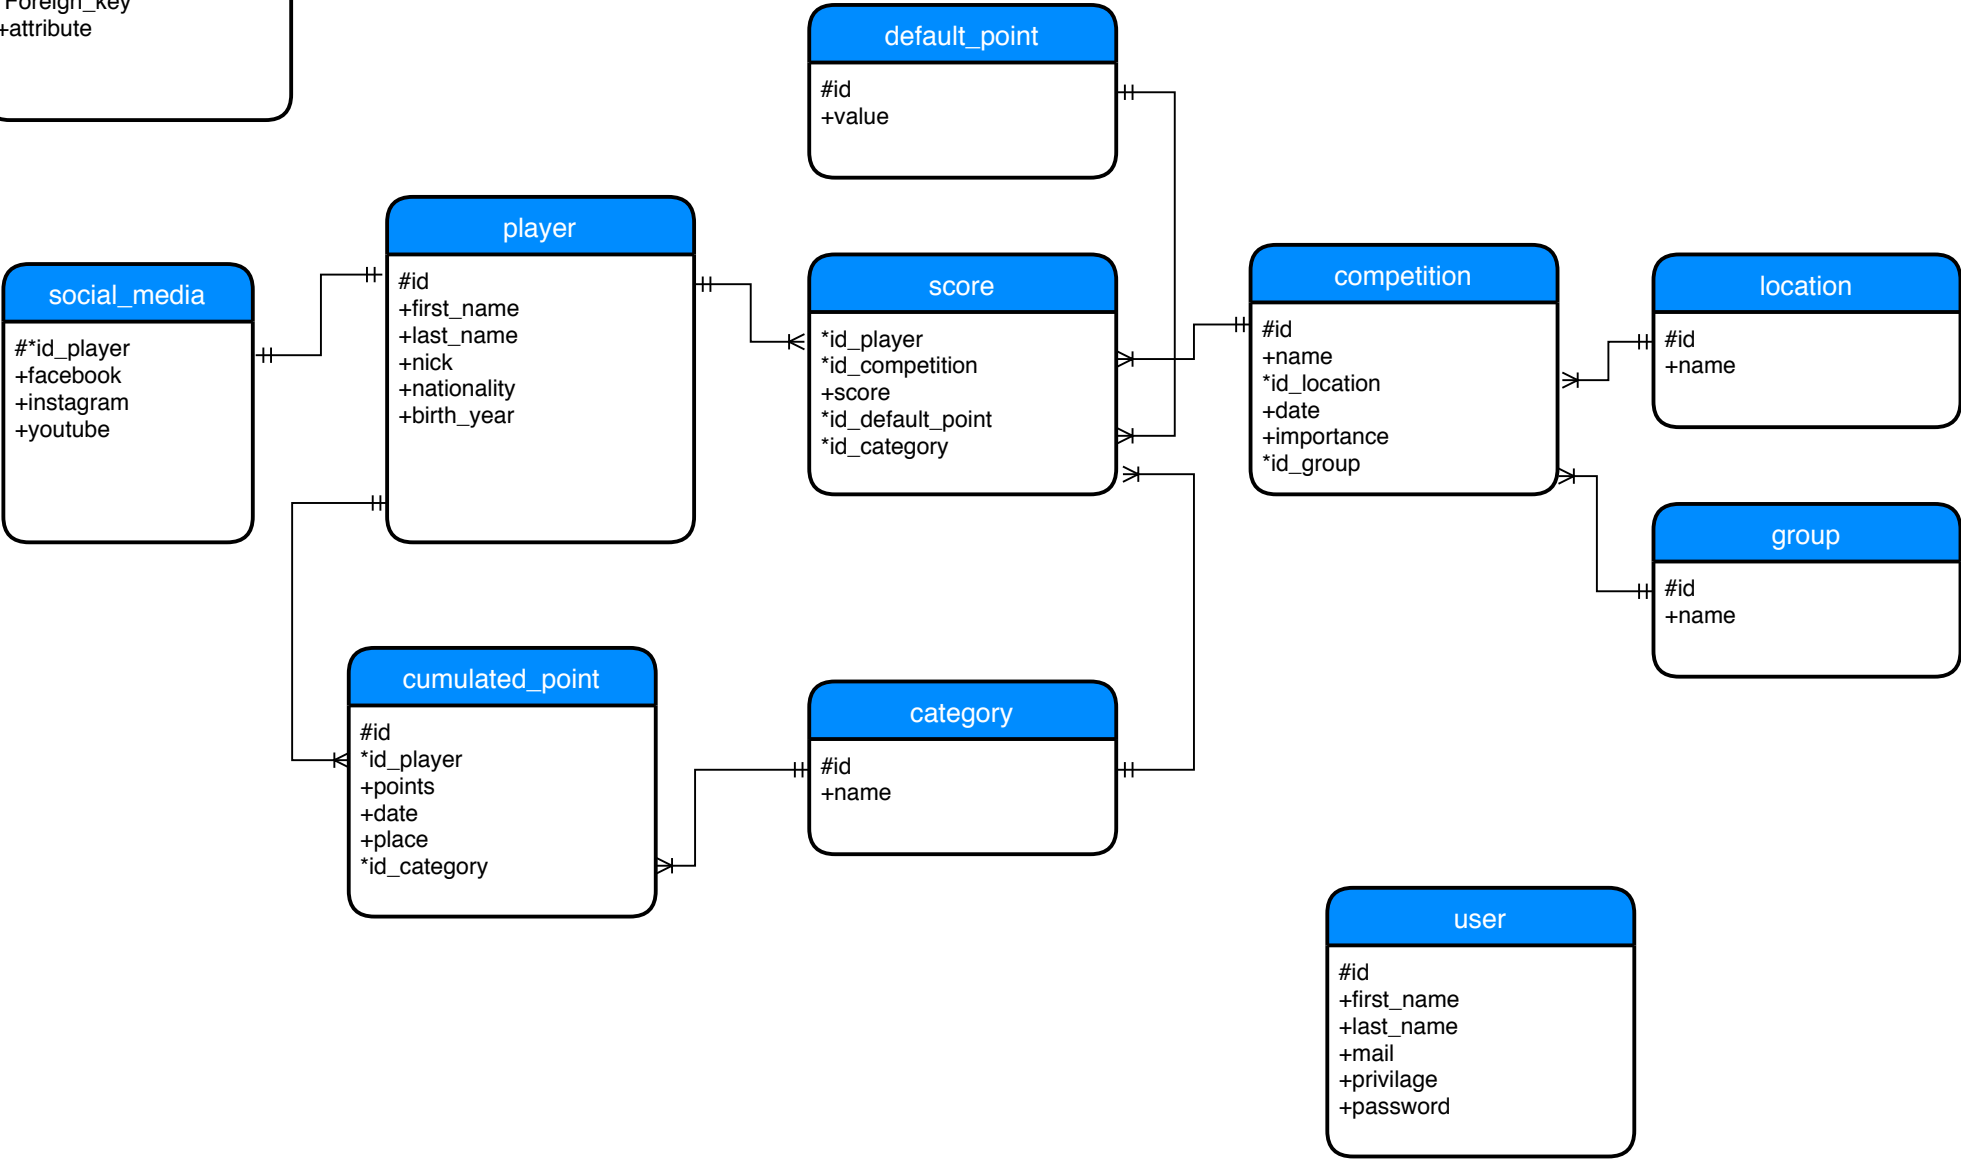 Foreign_key
+attribute
default_point
#id
+value
player
#id
+first_name
+last_name
+nick
+nationality
+birth_year
social_media
#*id_player
+facebook
+instagram
+youtube
score
*id_player
*id_competition
+score
*id_default_point
*id_category
competition
#id
+name
*id_location
+date
+importance
*id_group
location
#id
+name
group
#id
+name
cumulated_point
#id
*id_player
+points
+date
+place
*id_category
category
#id
+name
user
#id
+first_name
+last_name
+mail
+privilage
+password